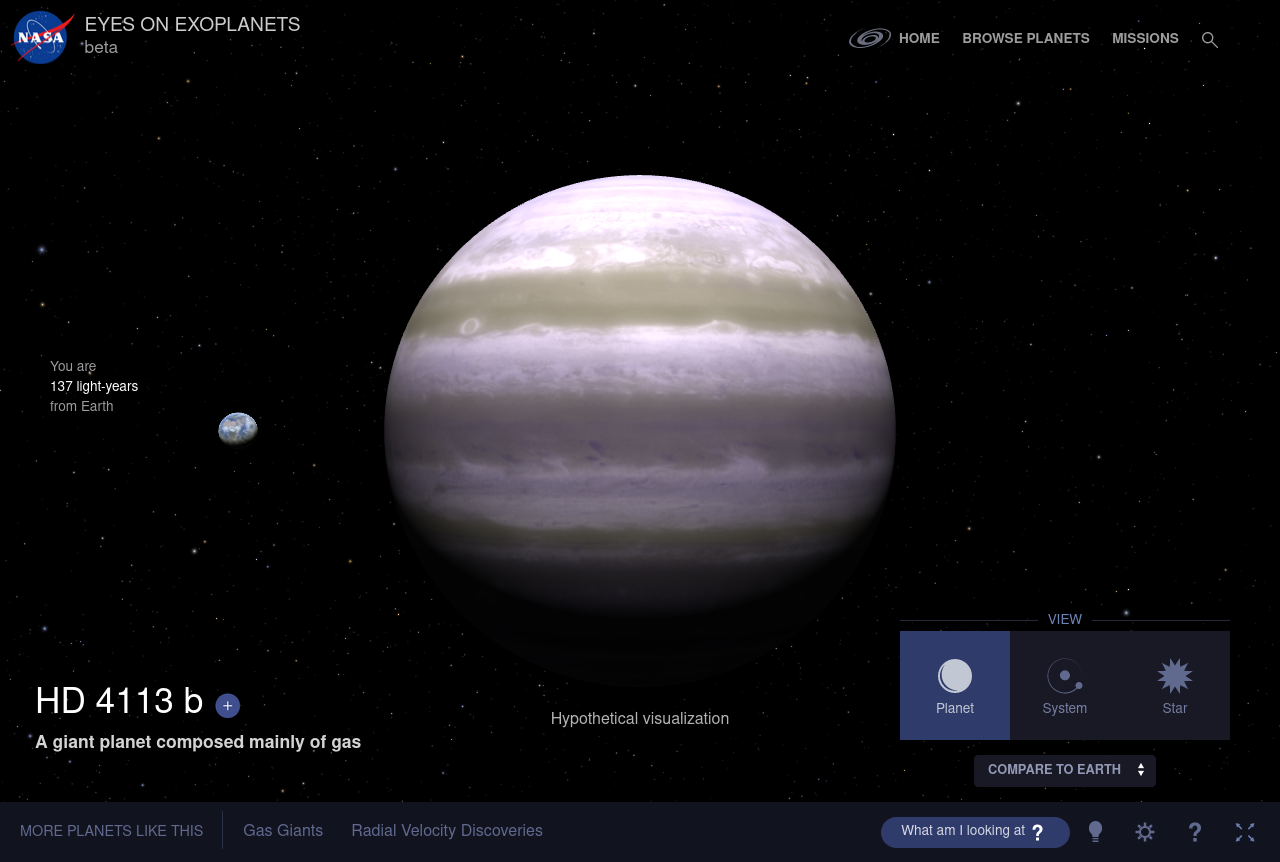 NASA
EYES ON EXOPLANETS
beta
HOME
BROWSE PLANETS
MISSIONS
You are
137 light-years
from Earth
HD 4113 b +
A giant planet composed mainly of gas
Hypothetical visualization
VIEW
Planet
System
Star
COMPARE TO EARTH
MORE PLANETS LIKE THIS
Gas Giants
Radial Velocity Discoveries
What am I looking at ?
?